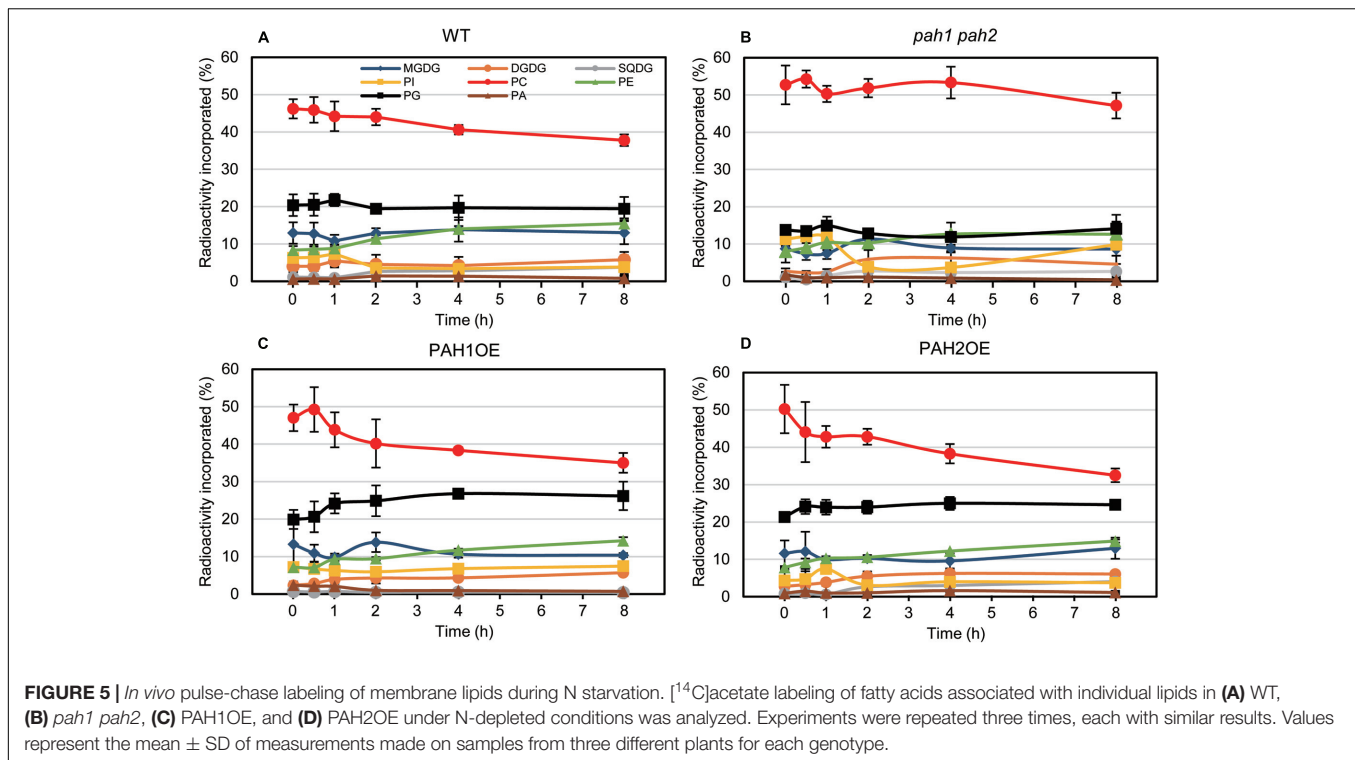 A WT
Radioactivity incorporated (%)
60
50
40
30
20
10
0
MGDG DGDG SQDG
PI PC PE
PG PA
0 1 2 3 4 5 6 7 8
Time (h)
B pah1 pah2
Radioactivity incorporated (%)
60
50
40
30
20
10
0
0 1 2 3 4 5 6 7 8
Time (h)
C PAH1OE
Radioactivity incorporated (%)
60
50
40
30
20
10
0
0 1 2 3 4 5 6 7 8
Time (h)
D PAH2OE
Radioactivity incorporated (%)
60
50
40
30
20
10
0
0 1 2 3 4 5 6 7 8
Time (h)
FIGURE 5 | In vivo pulse-chase labeling of membrane lipids during N starvation. [¹⁴C]acetate labeling of fatty acids associated with individual lipids in (A) WT,
(B) pah1 pah2, (C) PAH1OE, and (D) PAH2OE under N-depleted conditions was analyzed. Experiments were repeated three times, each with similar results. Values
represent the mean ± SD of measurements made on samples from three different plants for each genotype.